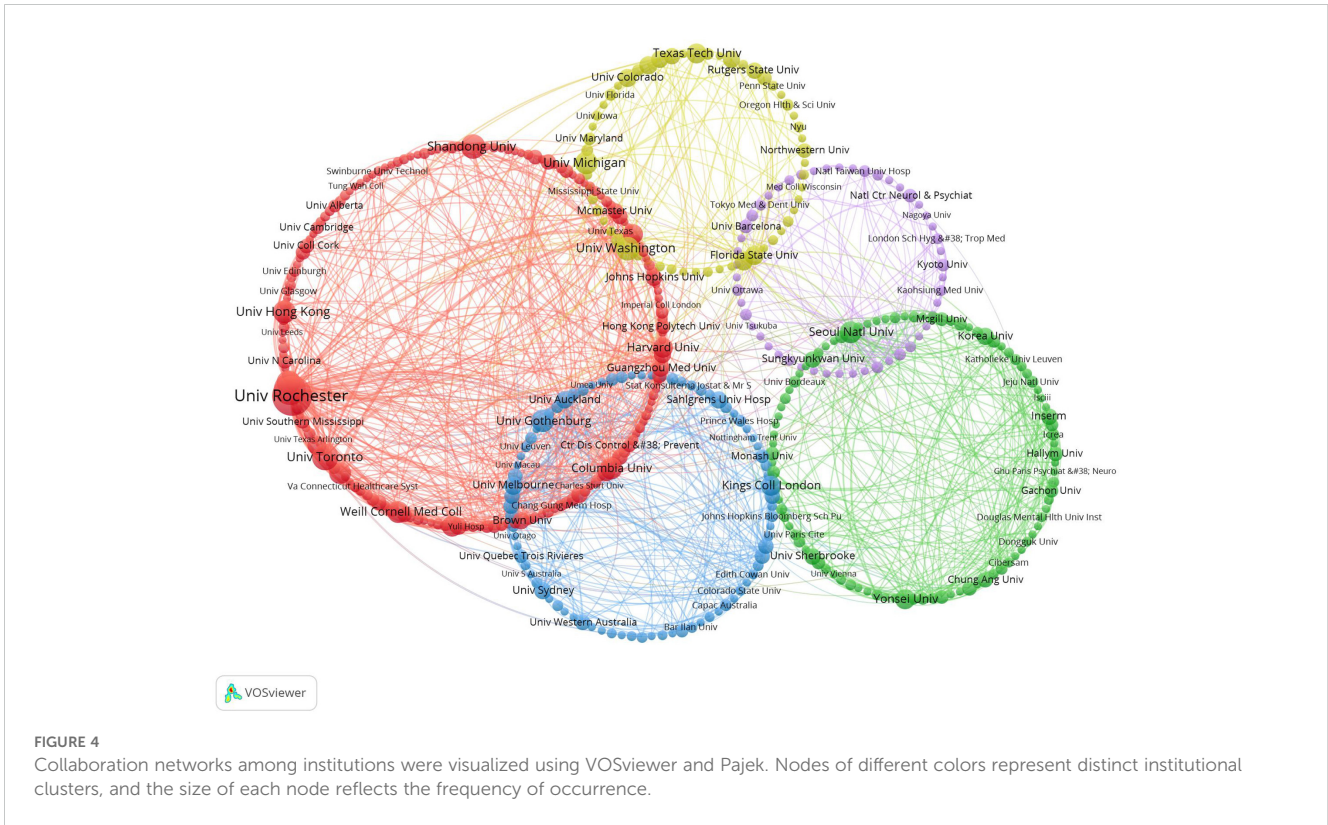 Texas Tech Univ
Rutgers State Univ
Univ Colorado
Penn State Univ
Univ Florida
Oregon Hlth & Sci Univ
Univ Iowa
Nyu
Univ Maryland
Northwestern Univ
Shandong Univ
Univ Michigan
Swinburne Univ Technol
Natl Taiwan Univ Hosp
Tung Wah Coll
Mississippi State Univ
Med Coll Wisconsin
Natl Ctr Neurol & Psychiat
Univ Alberta
Mcmaster Univ
Tokyo Med & Dent Univ
Nagoya Univ
Univ Cambridge
Univ Texas
Univ Barcelona
London Sch Hyg &#38; Trop Med
Univ Coll Cork
Univ Washington
Florida State Univ
Kyoto Univ
Univ Edinburgh
Johns Hopkins Univ
Univ Glasgow
Univ Ottawa
Kaohsiung Med Univ
Imperial Coll London
Univ Hong Kong
Hong Kong Polytech Univ
Univ Tsukuba
Mcgill Univ
Univ Leeds
Seoul Natl Univ
Korea Univ
Harvard Univ
Univ N Carolina
Sungkyunkwan Univ
Katholieke Univ Leuven
Guangzhou Med Univ
Umea Univ
Stat Konsulterna Jostat & Mr S
Univ Bordeaux
Jeju Natl Univ
Univ Rochester
Univ Auckland
Sahlgrens Univ Hosp
Isciii
Univ Southern Mississippi
Univ Gothenburg
Prince Wales Hosp
Inserm
Univ Texas Arlington
Univ Leuven
Ctr Dis Control &#38; Prevent
Nottingham Trent Univ
Icrea
Univ Toronto
Univ Macau
Columbia Univ
Monash Univ
Hallym Univ
Va Connecticut Healthcare Syst
Univ Melbourne
Charles Sturt Univ
Kings Coll London
Ghu Paris Psychiat &#38; Neuro
Gachon Univ
Weill Cornell Med Coll
Chang Gung Mem Hosp
Johns Hopkins Bloomberg Sch Pu
Douglas Mental Hlth Univ Inst
Yuli Hosp
Brown Univ
Univ Otago
Univ Paris Cite
Dongguk Univ
Univ Quebec Trois Rivieres
Univ Sherbrooke
Cibersam
Univ S Australia
Edith Cowan Univ
Univ Vienna
Chung Ang Univ
Univ Sydney
Colorado State Univ
Yonsei Univ
Capac Australia
Univ Western Australia
Bar Ilan Univ
VOSviewer
FIGURE 4
Collaboration networks among institutions were visualized using VOSviewer and Pajek. Nodes of different colors represent distinct institutional
clusters, and the size of each node reflects the frequency of occurrence.